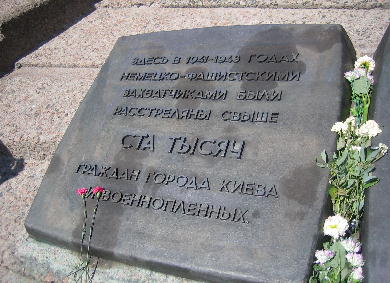 ЗДЕСЬ В 1941-1943 ГОДАХ
НЕМЕЦКО-ФАШИСТСКИМИ
ЗАХВАТЧИКАМИ БЫЛИ
РАССТРЕЛЯНЫ СВЫШЕ
СТА ТЫСЯЧ
ГРАЖДАН ГОРОДА КИЕВА
И ВОЕННОПЛЕННЫХ.